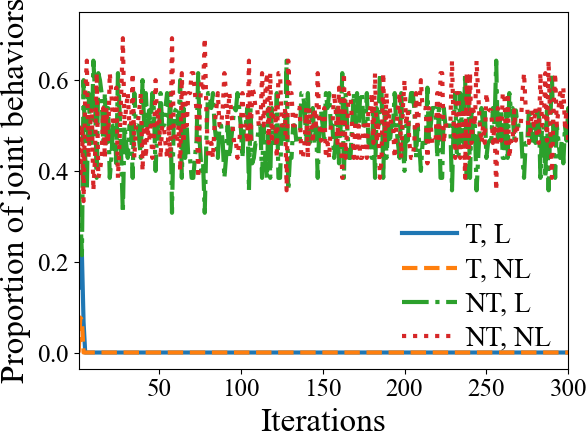 Proportion of joint behaviors
0.6
0.4
0.2
0.0
T, L
T, NL
NT, L
NT, NL
50 100 150 200 250 300
Iterations